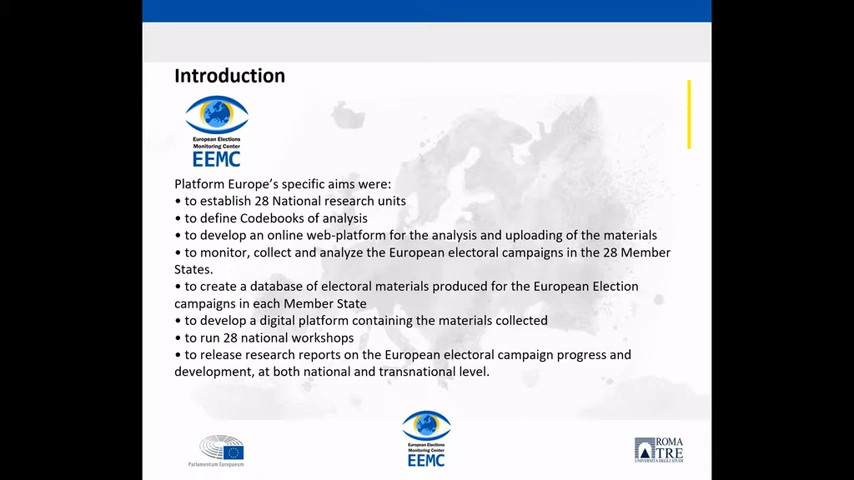 Introduction
European Elections
Monitoring Center
EEMC
Platform Europe's specific aims were:
• to establish 28 National research units
• to define Codebooks of analysis
• to develop an online web-platform for the analysis and uploading of the materials
• to monitor, collect and analyze the European electoral campaigns in the 28 Member
States.
• to create a database of electoral materials produced for the European Election
campaigns in each Member State
• to develop a digital platform containing the materials collected
• to run 28 national workshops
• to release research reports on the European electoral campaign progress and
development, at both national and transnational level.
Parlamentum Europaeum
European Elections
Monitoring Center
EEMC
ROMA
TRE
UNIVERSITÀ DEGLI STUDI